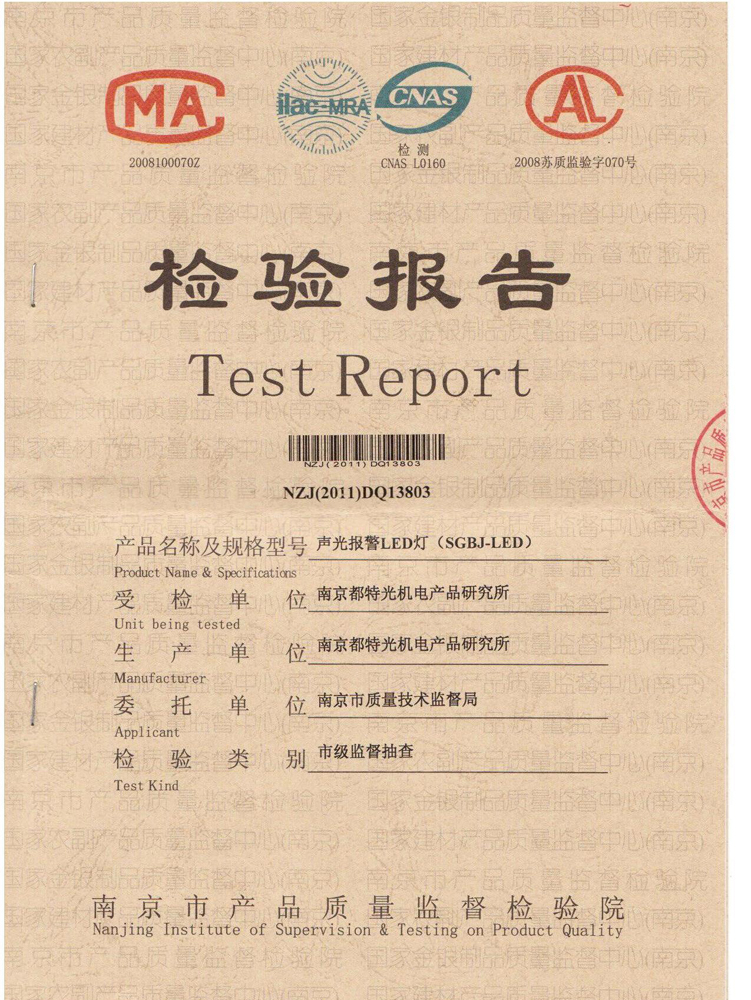 MA
ilac-MRA
CNAS
AL
2008100070Z
检测
CNAS L0160
2008苏质监验字070号
检验报告
Test Report
NZJ(2011)DQ13803
NZJ(2011)DQ13803
产品名称及规格型号 声光报警LED灯（SGBJ-LED）
Product Name & Specifications
受检单位 南京都特光机电产品研究所
Unit being tested
生产单位 南京都特光机电产品研究所
Manufacturer
委托单位 南京市质量技术监督局
Applicant
检验类别 市级监督抽查
Test Kind
南京市产品质量监督检验院
Nanjing Institute of Supervision & Testing on Product Quality